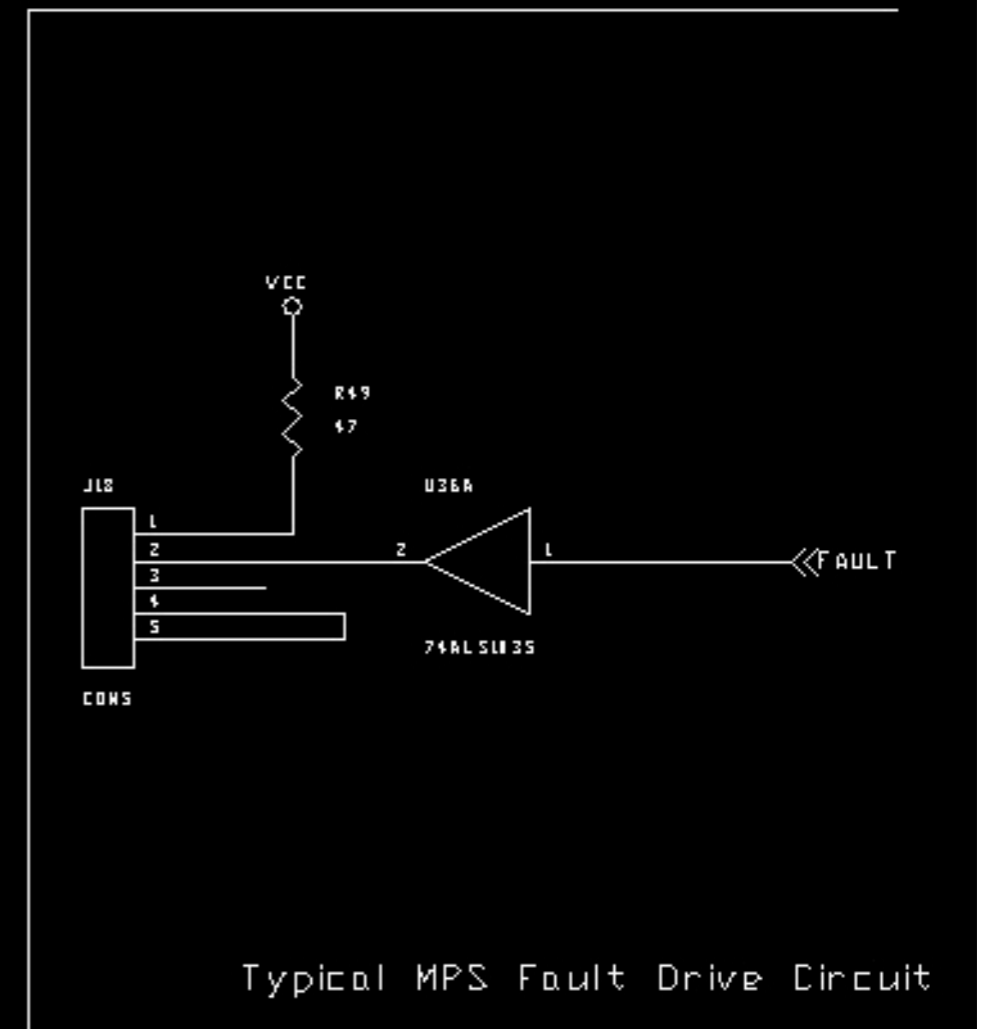 VCC
R49
47
J18
U36A
1
2
2
1
FAULT
3
4
5
74ALS1035
CON5
Typical MPS Fault Drive Circuit